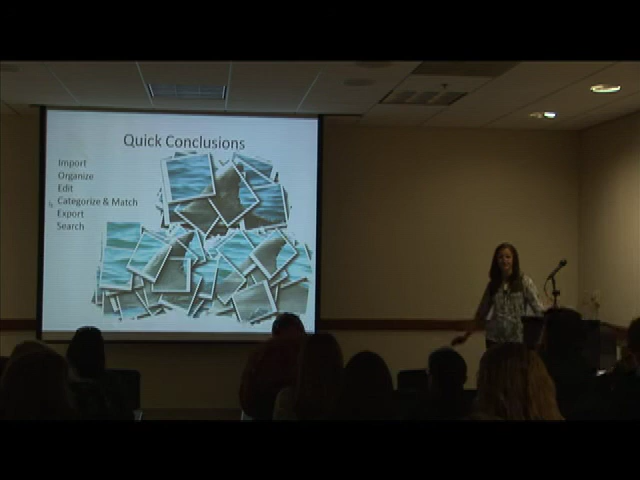 Quick Conclusions
Import
Organize
Edit
Categorize & Match
Export
Search